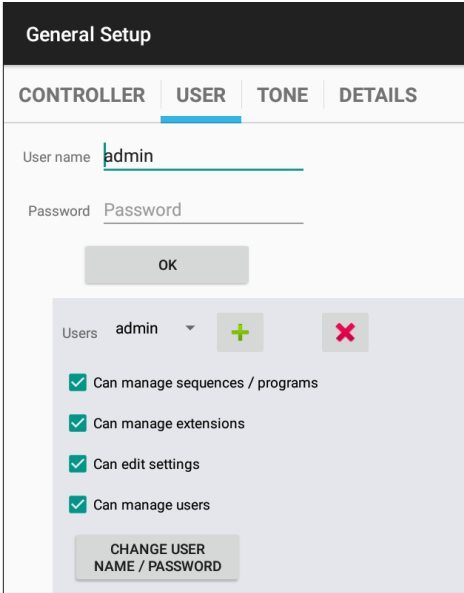 General Setup
CONTROLLER USER TONE DETAILS
User name admin
Password Password
OK
Users admin
Can manage sequences / programs
Can manage extensions
Can edit settings
Can manage users
CHANGE USER
NAME / PASSWORD